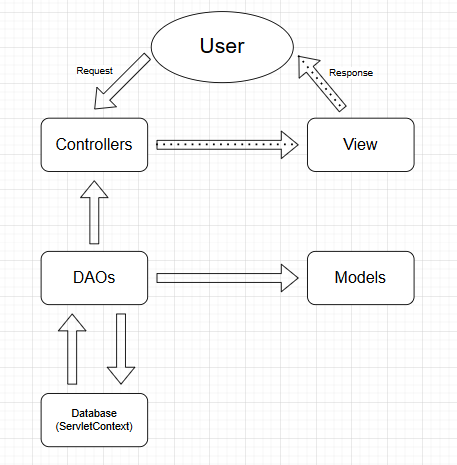 User
Request
Response
Controllers
View
DAOs
Models
Database
(ServletContext)